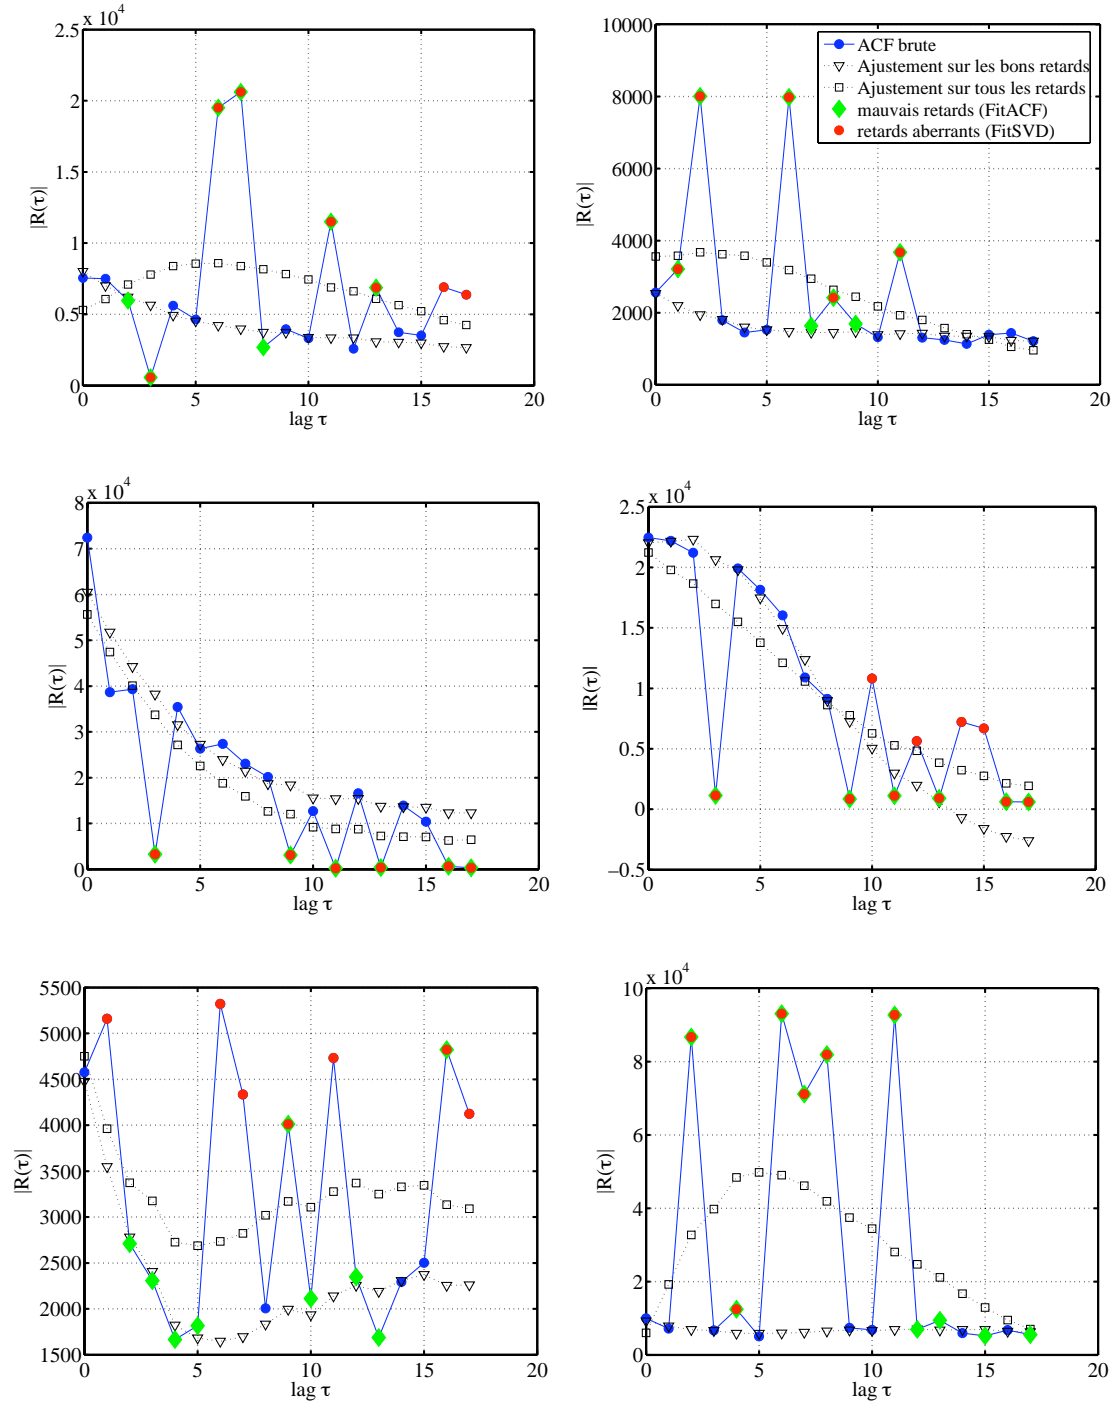 x 10^4
2.5
2
1.5
1
0.5
0
0 5 10 15 20
lag τ
|R(τ)|
10000
8000
6000
4000
2000
0
0 5 10 15 20
lag τ
|R(τ)|
ACF brute
Ajustement sur les bons retards
Ajustement sur tous les retards
mauvais retards (FitACF)
retards aberrants (FitSVD)
x 10^4
8
7
6
5
4
3
2
1
0
0 5 10 15 20
lag τ
|R(τ)|
x 10^4
2.5
2
1.5
1
0.5
0
−0.5
0 5 10 15 20
lag τ
|R(τ)|
5500
5000
4500
4000
3500
3000
2500
2000
1500
0 5 10 15 20
lag τ
|R(τ)|
x 10^4
10
8
6
4
2
0
0 5 10 15 20
lag τ
|R(τ)|